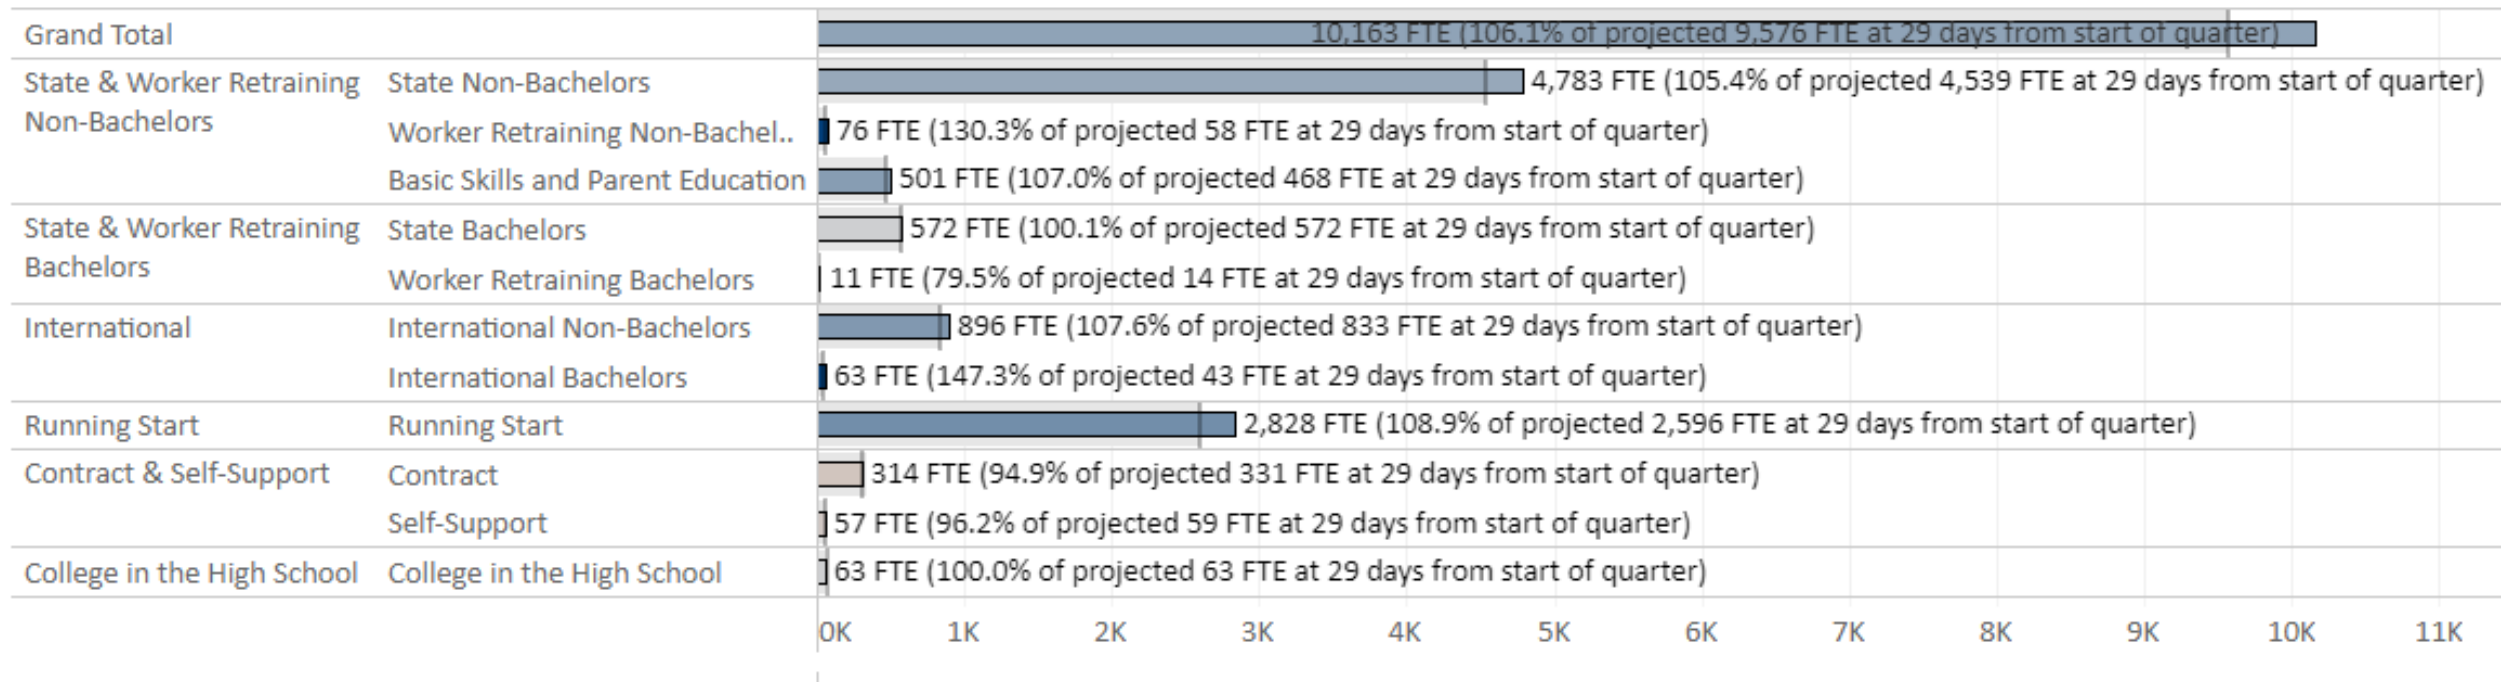 Grand Total 10,163 FTE (106.1% of projected 9,576 FTE at 29 days from start of quarter)
State & Worker Retraining State Non-Bachelors 4,783 FTE (105.4% of projected 4,539 FTE at 29 days from start of quarter)
Non-Bachelors Worker Retraining Non-Bachel.. 76 FTE (130.3% of projected 58 FTE at 29 days from start of quarter)
Basic Skills and Parent Education 501 FTE (107.0% of projected 468 FTE at 29 days from start of quarter)
State & Worker Retraining State Bachelors 572 FTE (100.1% of projected 572 FTE at 29 days from start of quarter)
Bachelors Worker Retraining Bachelors 11 FTE (79.5% of projected 14 FTE at 29 days from start of quarter)
International International Non-Bachelors 896 FTE (107.6% of projected 833 FTE at 29 days from start of quarter)
International Bachelors 63 FTE (147.3% of projected 43 FTE at 29 days from start of quarter)
Running Start Running Start 2,828 FTE (108.9% of projected 2,596 FTE at 29 days from start of quarter)
Contract & Self-Support Contract 314 FTE (94.9% of projected 331 FTE at 29 days from start of quarter)
Self-Support 57 FTE (96.2% of projected 59 FTE at 29 days from start of quarter)
College in the High School College in the High School 63 FTE (100.0% of projected 63 FTE at 29 days from start of quarter)
0K 1K 2K 3K 4K 5K 6K 7K 8K 9K 10K 11K